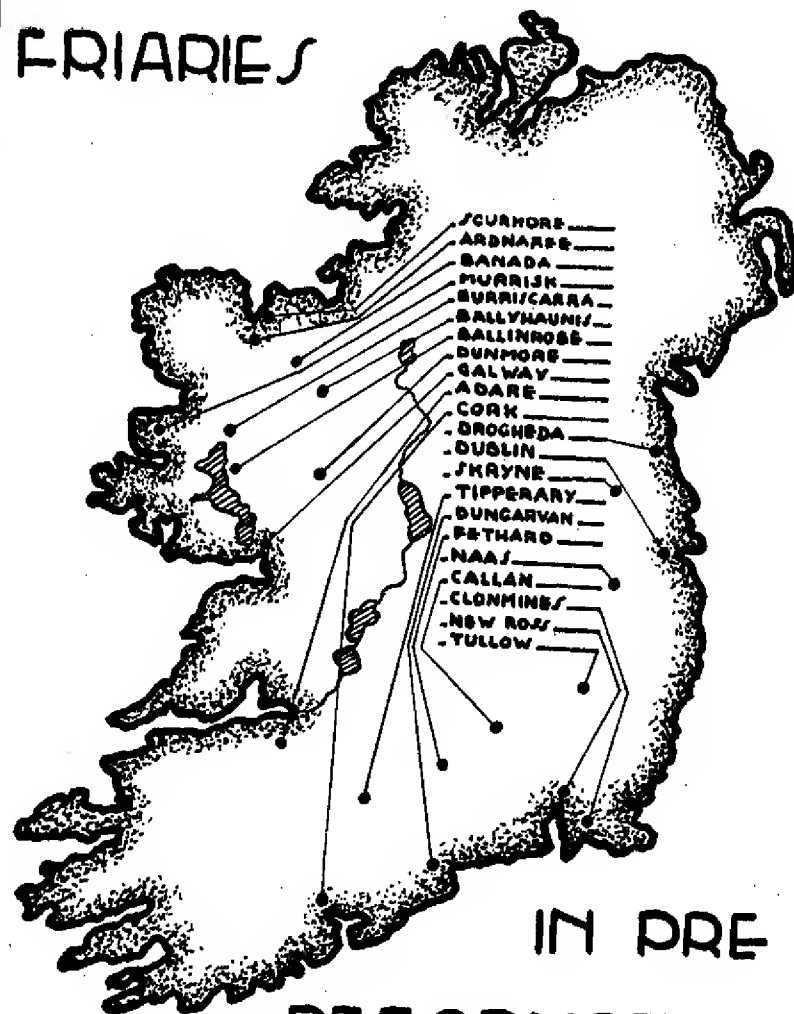 FRIARIES
SCURMORE
ARDNAREE
BANADA
MURRISK
BURRISCARRA
BALLYHAUNIS
BALLINROBE
DUNMORE
GALWAY
ADARE
CORK
DROGHEDA
DUBLIN
SKRYNE
TIPPERARY
DUNGARVAN
FETHARD
NAAS
CALLAN
CLONMINES
NEW ROSS
TULLOW
IN PRE